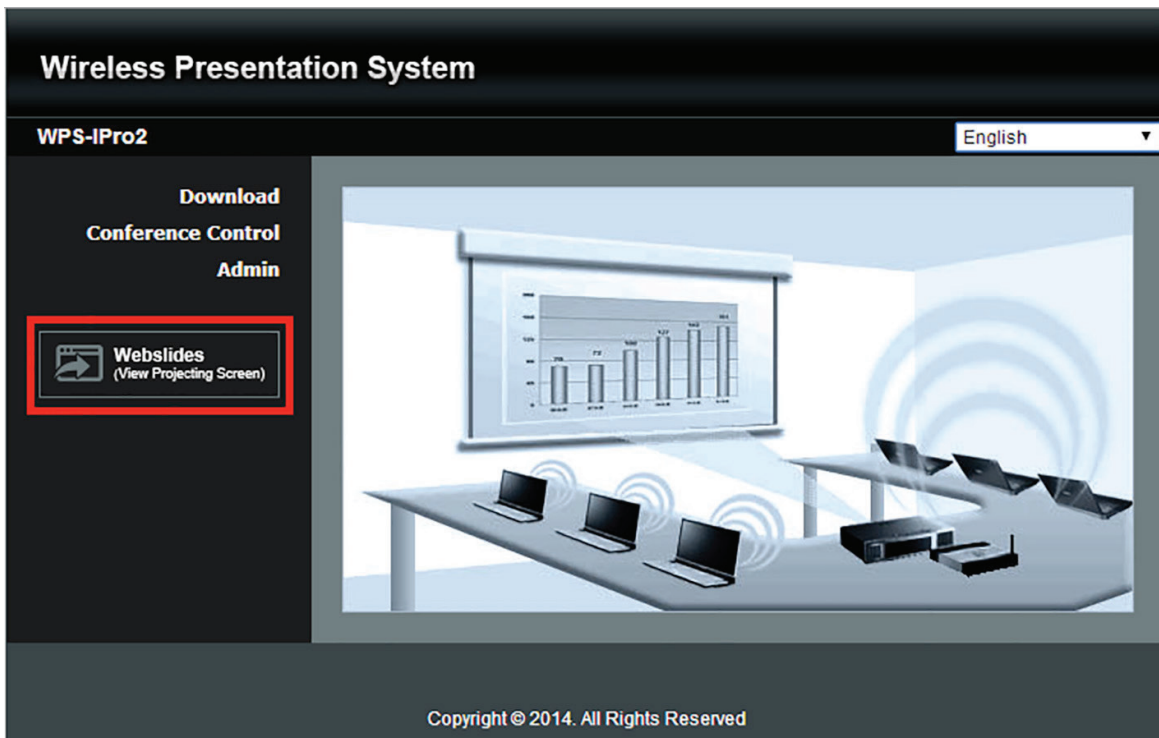 Wireless Presentation System
WPS-IPro2
English
Download
Conference Control
Admin
Webslides
(View Projecting Screen)
Copyright © 2014. All Rights Reserved